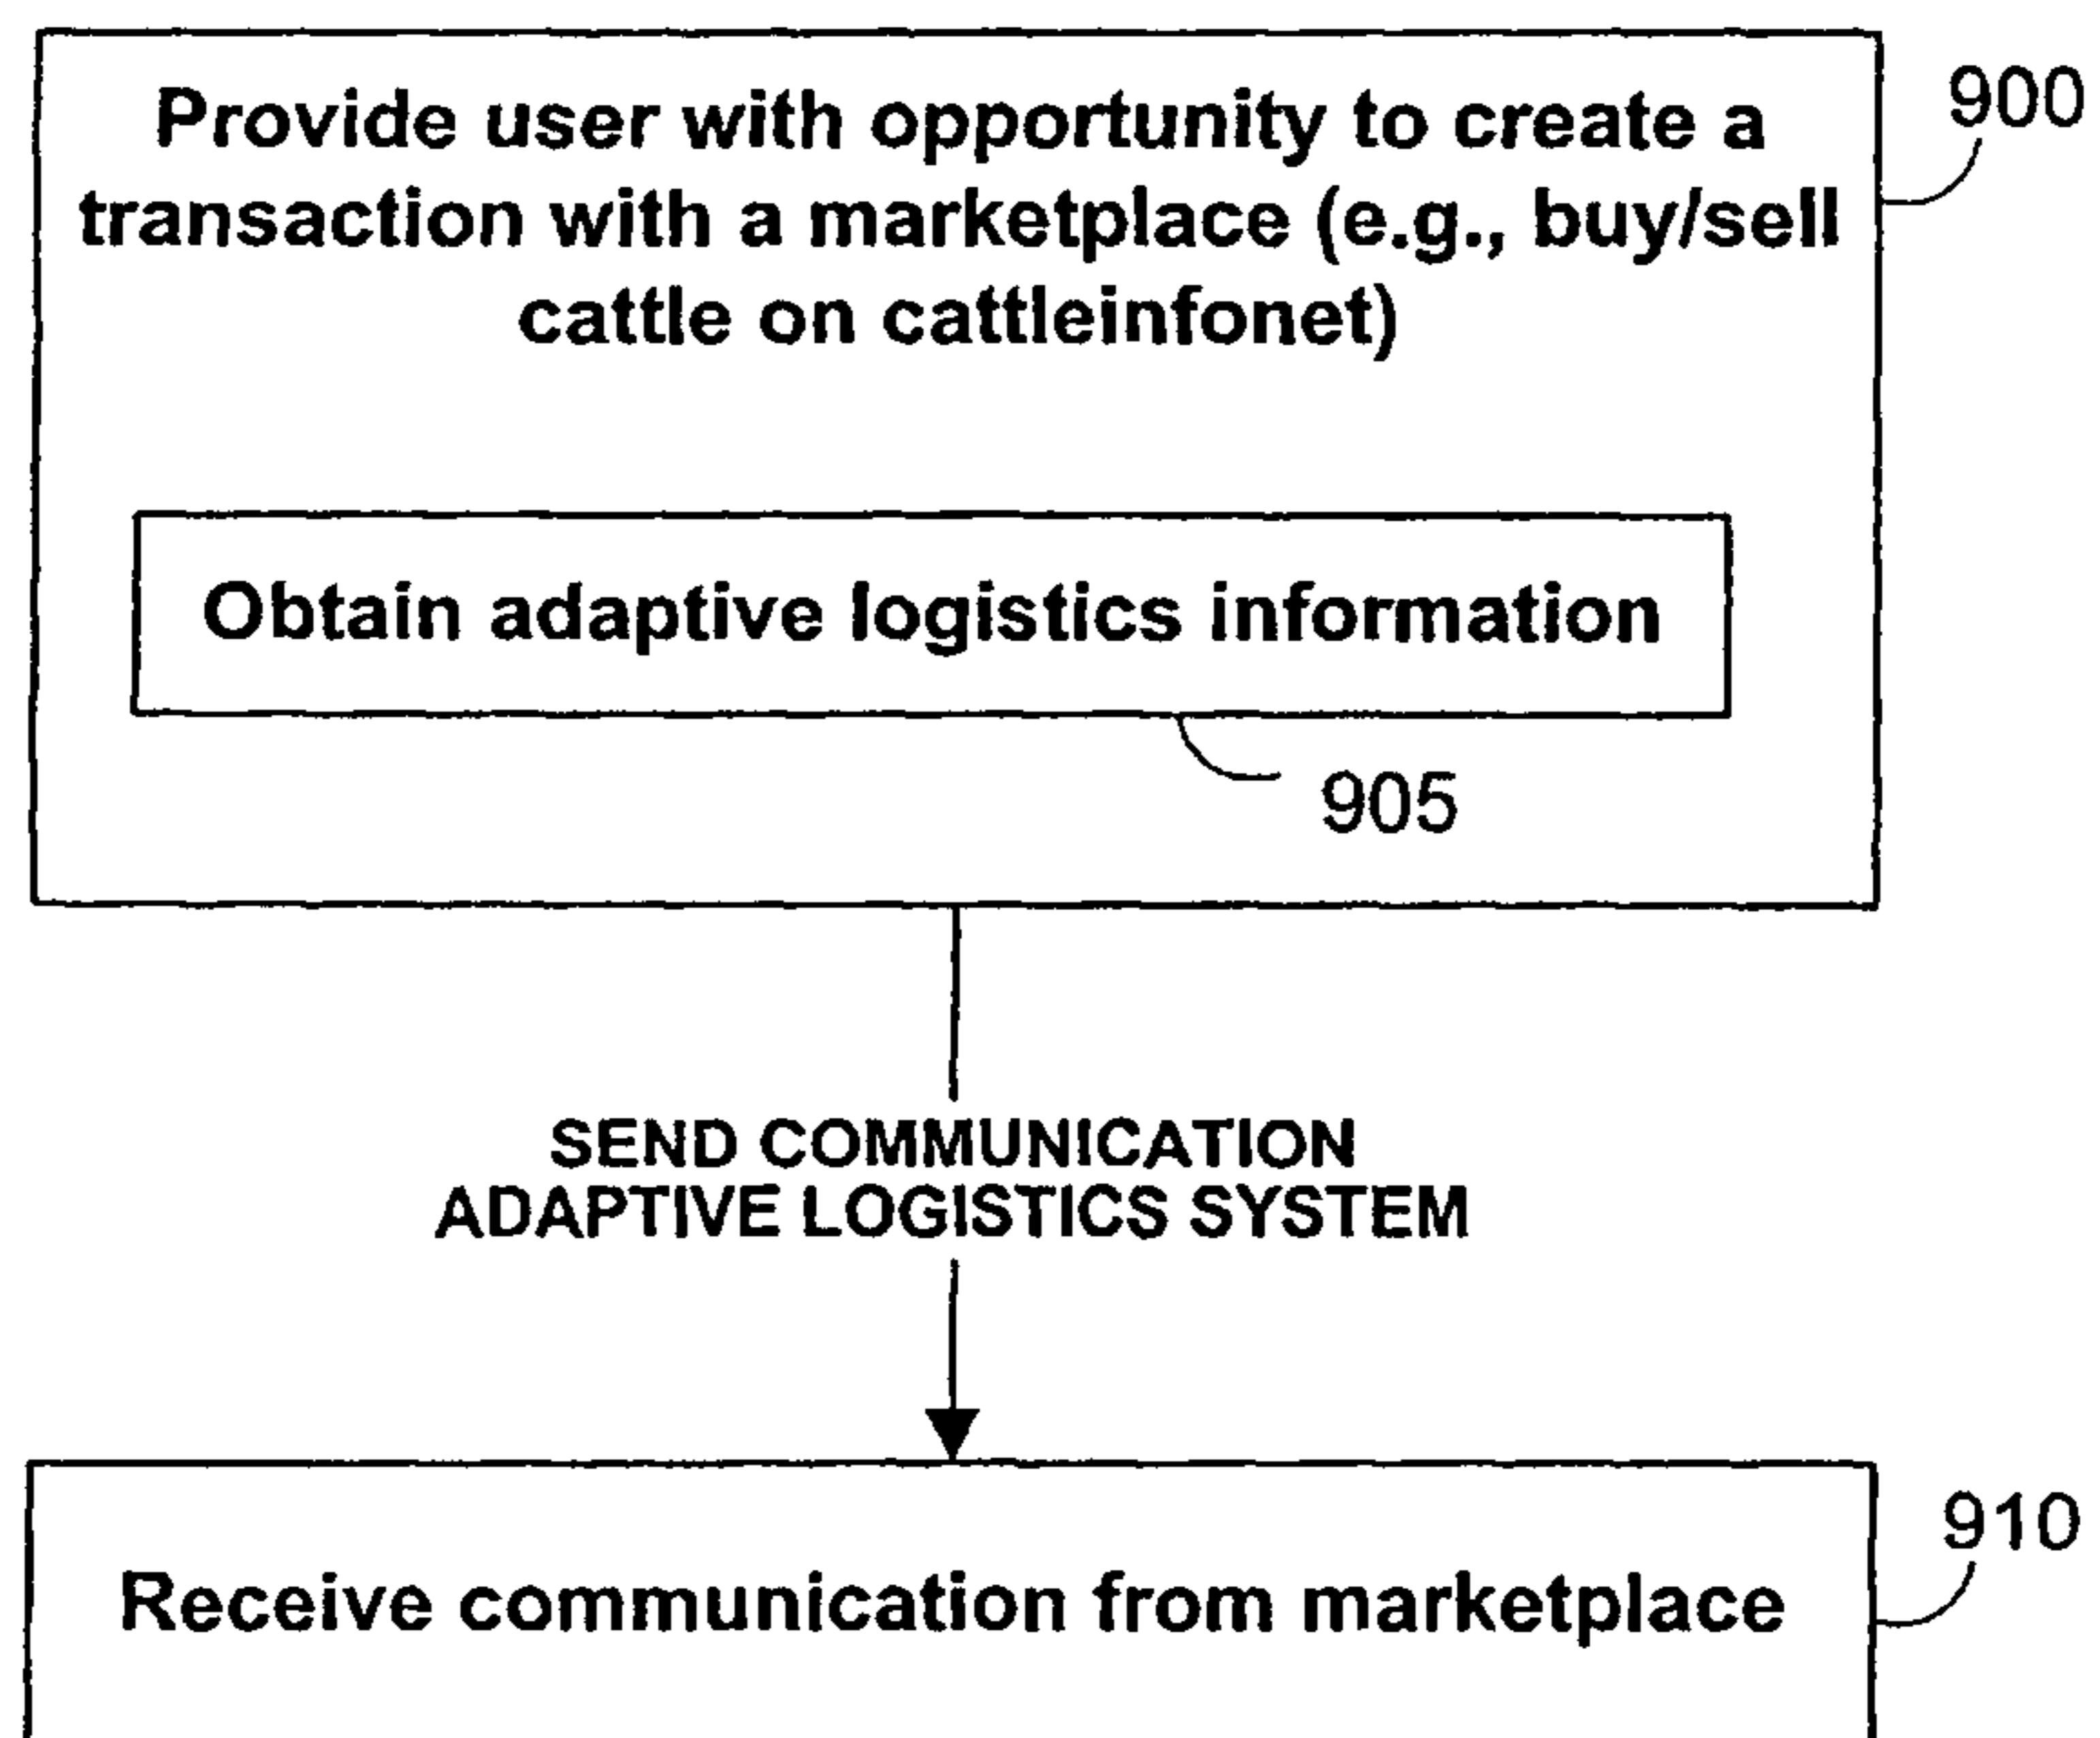 Provide user with opportunity to create a
900
transaction with a marketplace (e.g., buy/sell
cattle on cattleinfonet)
Obtain adaptive logistics information
905
SEND COMMUNICATION
ADAPTIVE LOGISTICS SYSTEM
910
Receive communication from marketplace